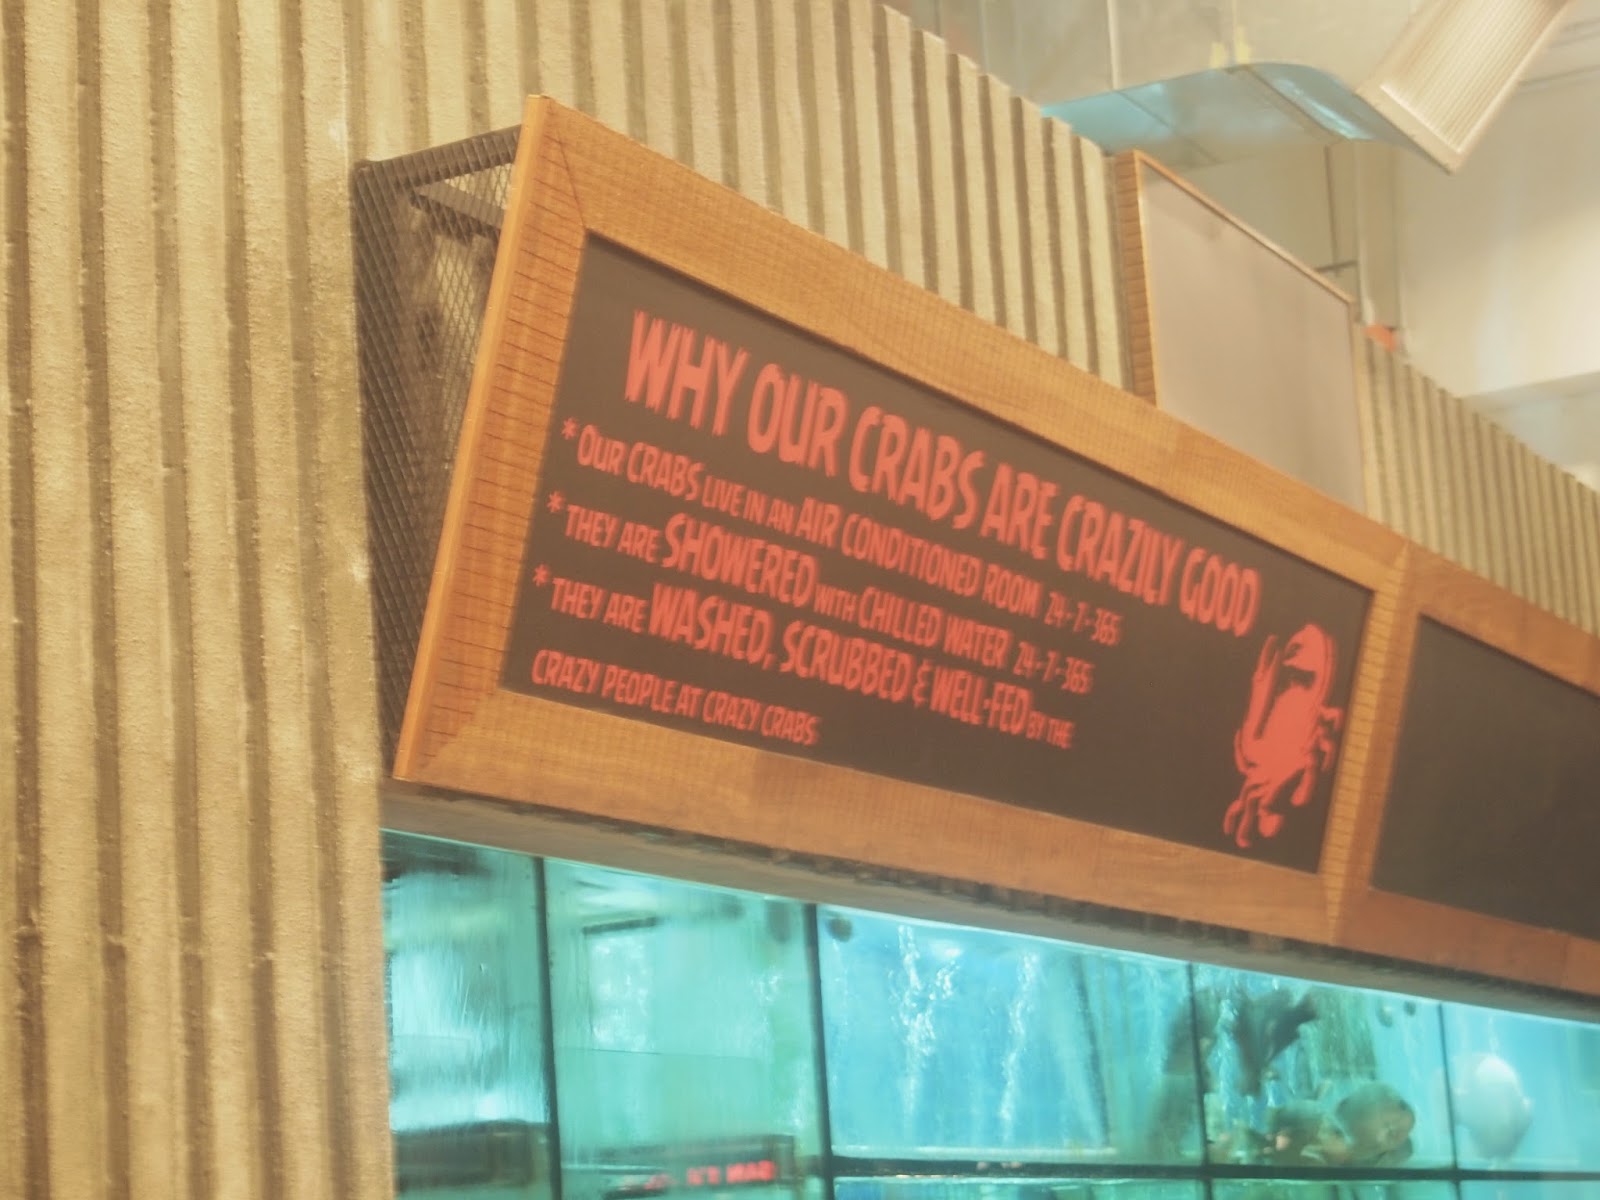 WHY OUR CRABS ARE CRAZILY GOOD
* OUR CRABS LIVE IN AN AIR CONDITIONED ROOM 24-7-365
* THEY ARE SHOWERED WITH CHILLED WATER 24-7-365
* THEY ARE WASHED, SCRUBBED & WELL-FED BY THE
CRAZY PEOPLE AT CRAZY CRABS